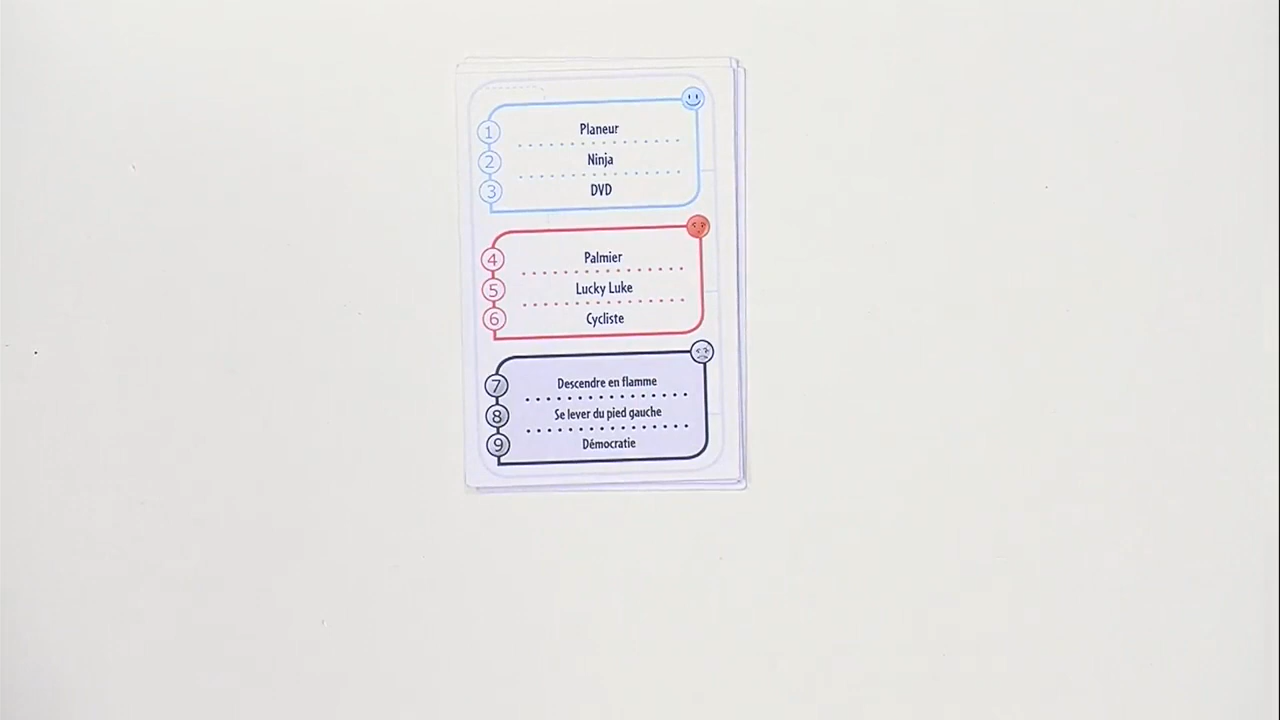 1 Planeur
2 Ninja
3 DVD
4 Palmier
5 Lucky Luke
6 Cycliste
7 Descendre en flamme
8 Se lever du pied gauche
9 Démocratie